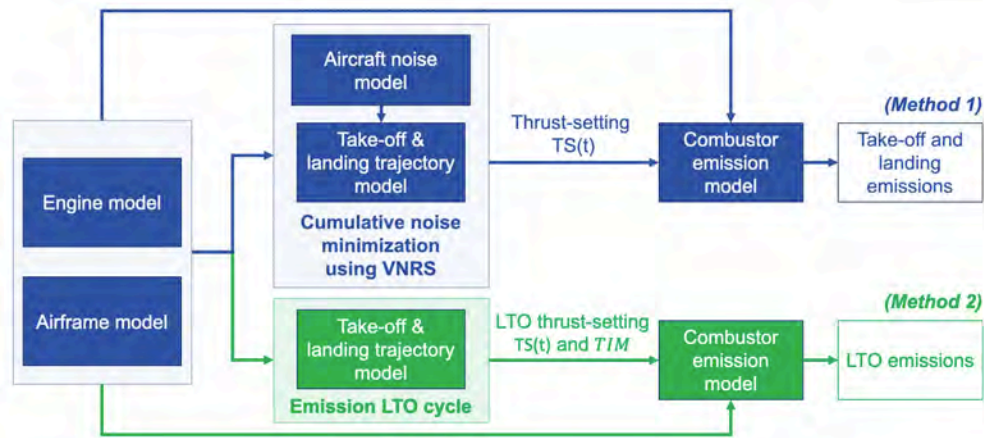 Engine model
Airframe model
Aircraft noise
model
Take-off &
landing trajectory
model
Cumulative noise
minimization
using VNRS
Thrust-setting
TS(t)
Combustor
emission
model
(Method 1)
Take-off and
landing
emissions
Take-off &
landing trajectory
model
Emission LTO cycle
LTO thrust-setting
TS(t) and TIM
Combustor
emission
model
(Method 2)
LTO emissions